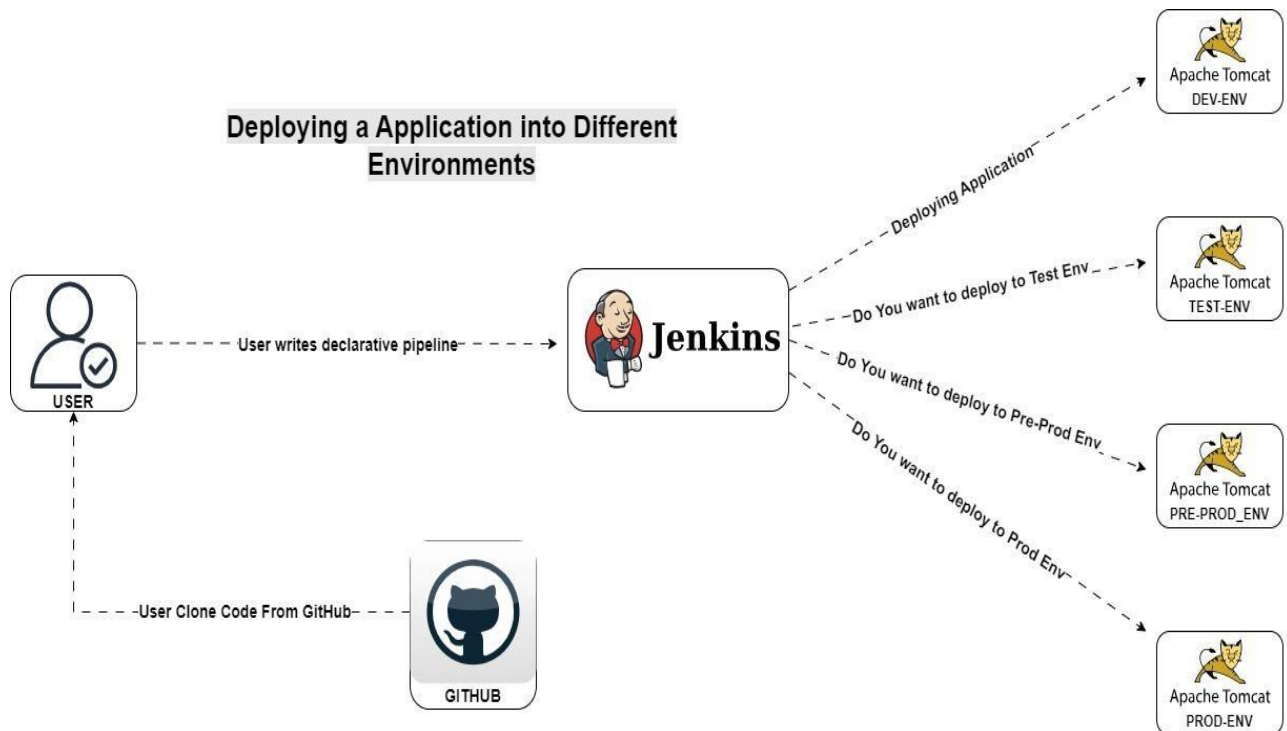 Deploying a Application into Different
Environments
Apache Tomcat
DEV-ENV
Deploying Application
Apache Tomcat
TEST-ENV
Do You want to deploy to Test Env
USER
User writes declarative pipeline
Jenkins
Do You want to deploy to Pre-Prod Env
Apache Tomcat
PRE-PROD_ENV
Do You want to deploy to Prod Env
User Clone Code From GitHub
GITHUB
Apache Tomcat
PROD-ENV